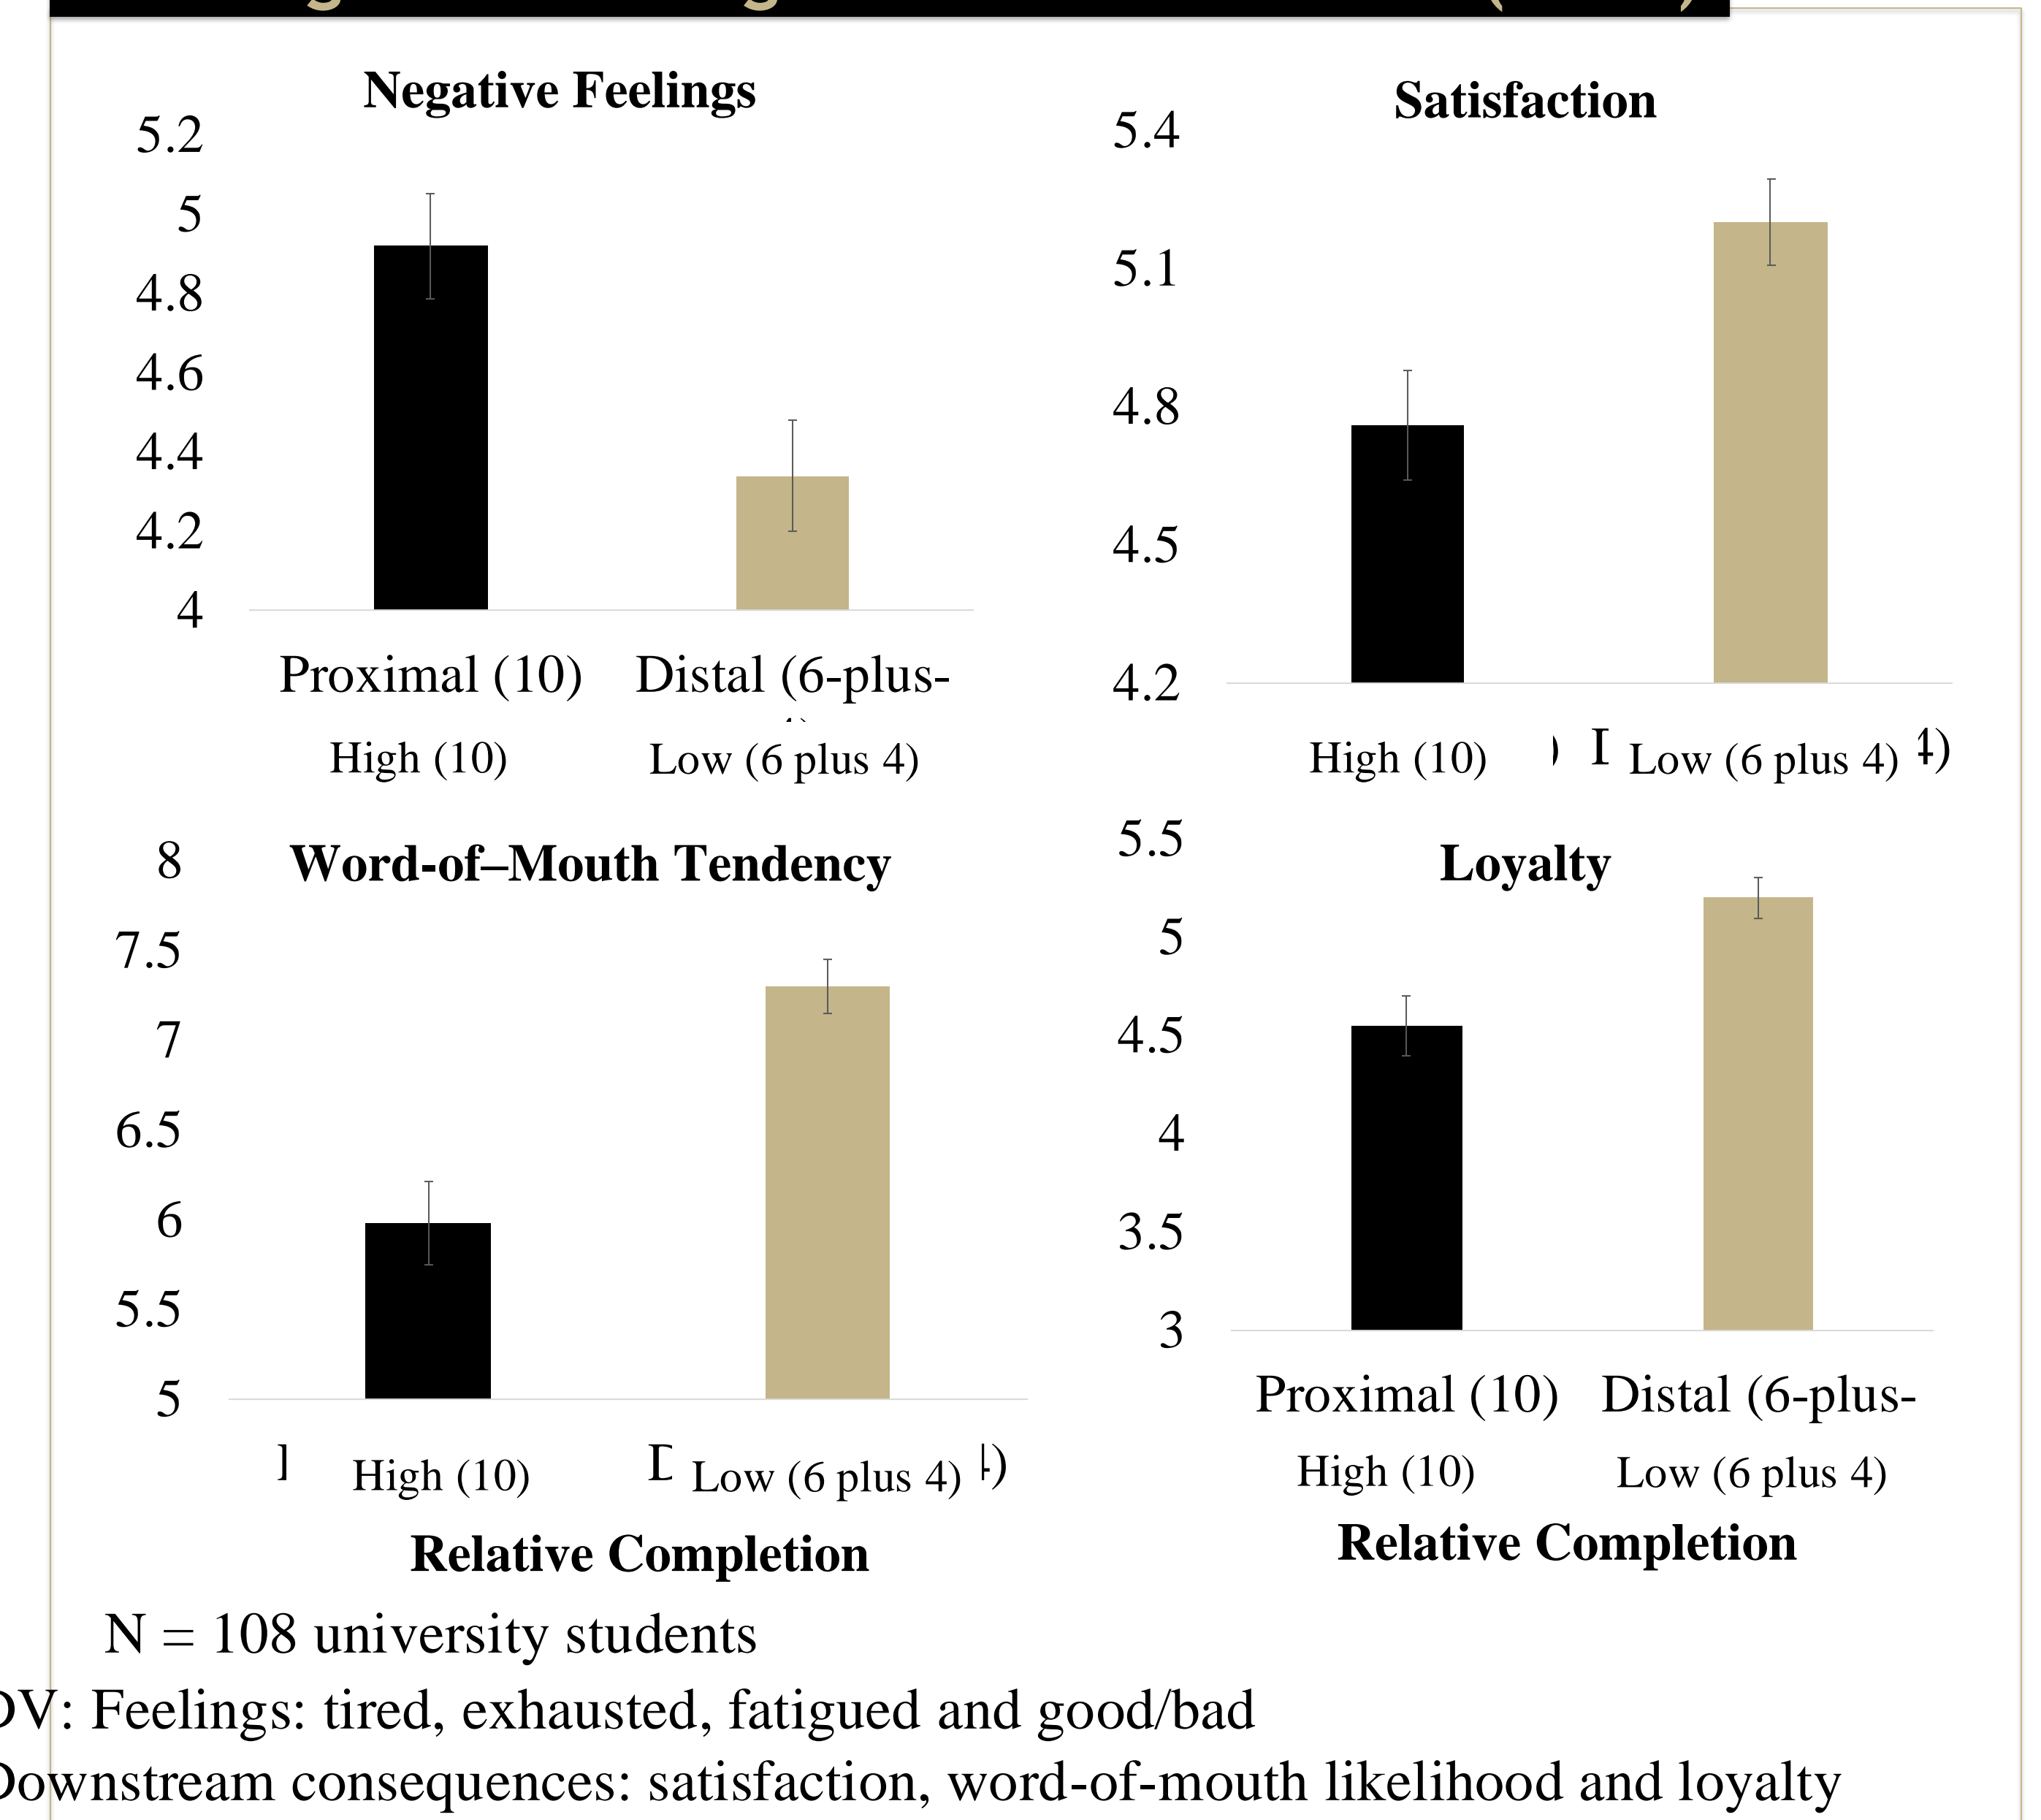 Negative Feelings
5.2
5
4.8
4.6
4.4
4.2
4
Proximal (10) Distal (6-plus-
High (10) Low (6 plus 4)
Satisfaction
5.4
5.1
4.8
4.5
4.2
High (10) Low (6 plus 4) 4)
Word-of–Mouth Tendency
8
7.5
7
6.5
6
5.5
5
High (10) Low (6 plus 4)
Relative Completion
Loyalty
5.5
5
4.5
4
3.5
3
Proximal (10) Distal (6-plus-
High (10) Low (6 plus 4)
Relative Completion
N = 108 university students
DV: Feelings: tired, exhausted, fatigued and good/bad
Downstream consequences: satisfaction, word-of-mouth likelihood and loyalty